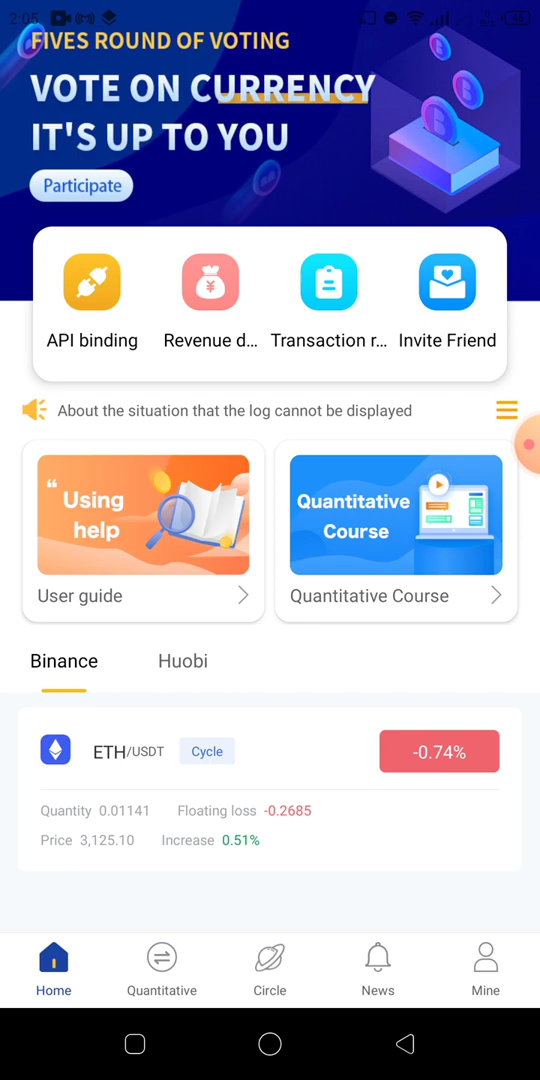 2:05
46
FIVES ROUND OF VOTING
VOTE ON CURRENCY
IT'S UP TO YOU
Participate
API binding
Revenue d...
Transaction r...
Invite Friend
About the situation that the log cannot be displayed
“ Using
help
Quantitative
Course
User guide
Quantitative Course
Binance
Huobi
ETH/USDT
Cycle
-0.74%
Quantity 0.01141
Floating loss -0.2685
Price 3,125.10
Increase 0.51%
Home
Quantitative
Circle
News
Mine